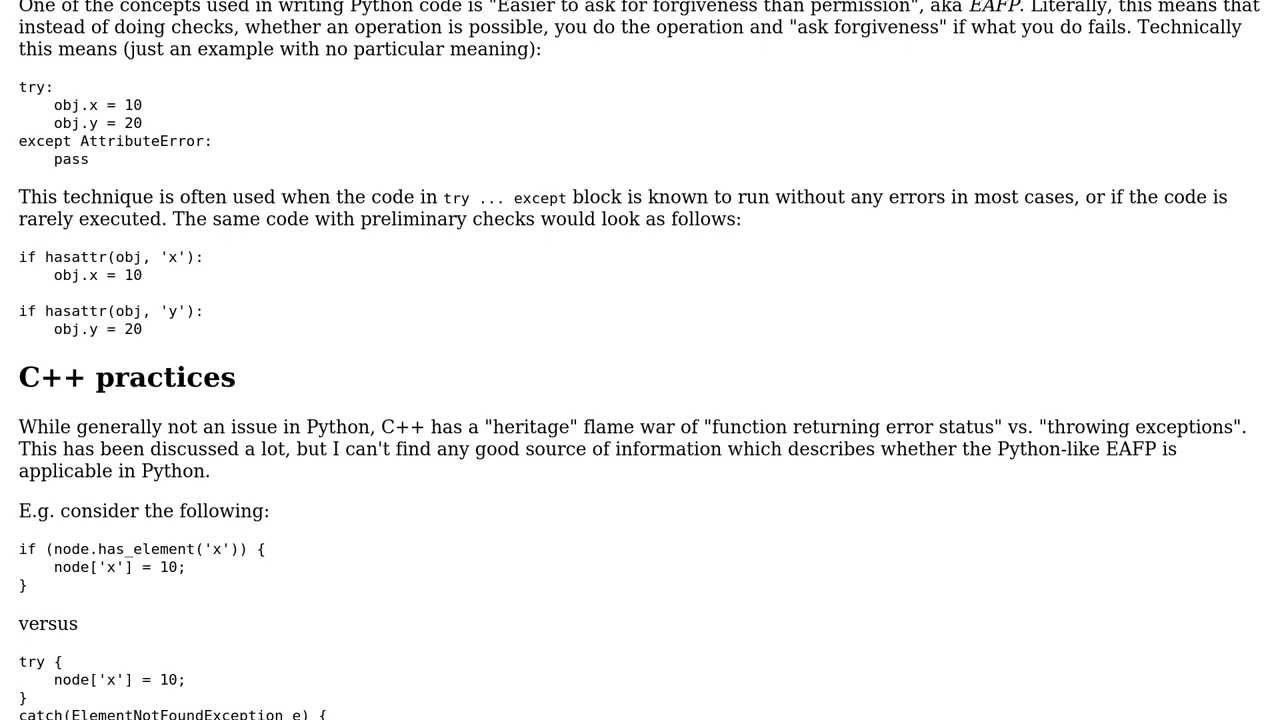 One of the concepts used in writing Python code is "Easier to ask for forgiveness than permission", aka EAFP. Literally, this means that
instead of doing checks, whether an operation is possible, you do the operation and "ask forgiveness" if what you do fails. Technically
this means (just an example with no particular meaning):
try:
    obj.x = 10
    obj.y = 20
except AttributeError:
    pass
This technique is often used when the code in try ... except block is known to run without any errors in most cases, or if the code is
rarely executed. The same code with preliminary checks would look as follows:
if hasattr(obj, 'x'):
    obj.x = 10
if hasattr(obj, 'y'):
    obj.y = 20
C++ practices
While generally not an issue in Python, C++ has a "heritage" flame war of "function returning error status" vs. "throwing exceptions".
This has been discussed a lot, but I can't find any good source of information which describes whether the Python-like EAFP is
applicable in Python.
E.g. consider the following:
if (node.has_element('x')) {
    node['x'] = 10;
}
versus
try {
    node['x'] = 10;
}
catch(ElementNotFoundException e) {